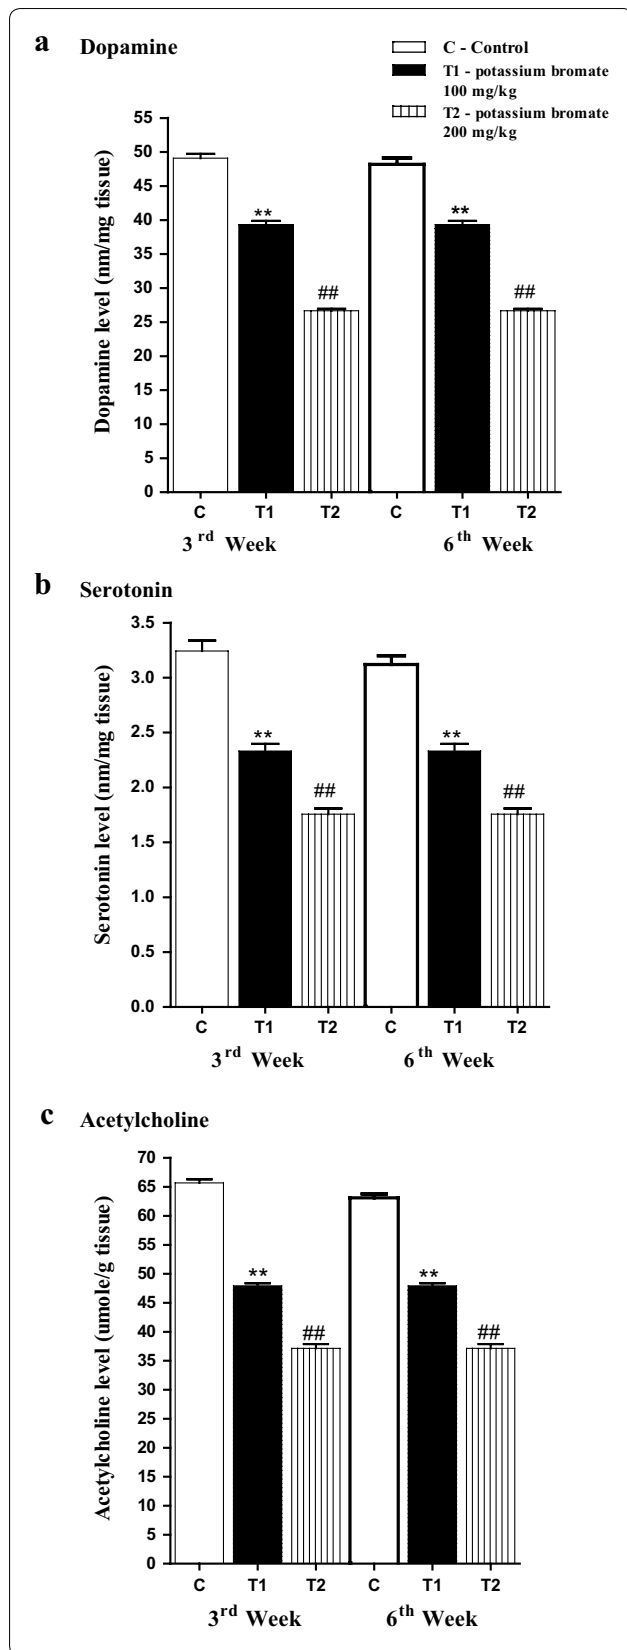 a Dopamine
C - Control
T1 - potassium bromate
100 mg/kg
T2 - potassium bromate
200 mg/kg
Dopamine level (nm/mg tissue)
55
50
45
40
35
30
25
20
15
10
5
0
** ## ** ##
C T1 T2 C T1 T2
3rd Week 6th Week
b Serotonin
Serotonin level (nm/mg tissue)
3.5
3.0
2.5
2.0
1.5
1.0
0.5
0.0
** ## ** ##
C T1 T2 C T1 T2
3rd Week 6th Week
c Acetylcholine
Acetylcholine level (umole/g tissue)
70
65
60
55
50
45
40
35
30
25
20
15
10
5
0
** ## ** ##
C T1 T2 C T1 T2
3rd Week 6th Week